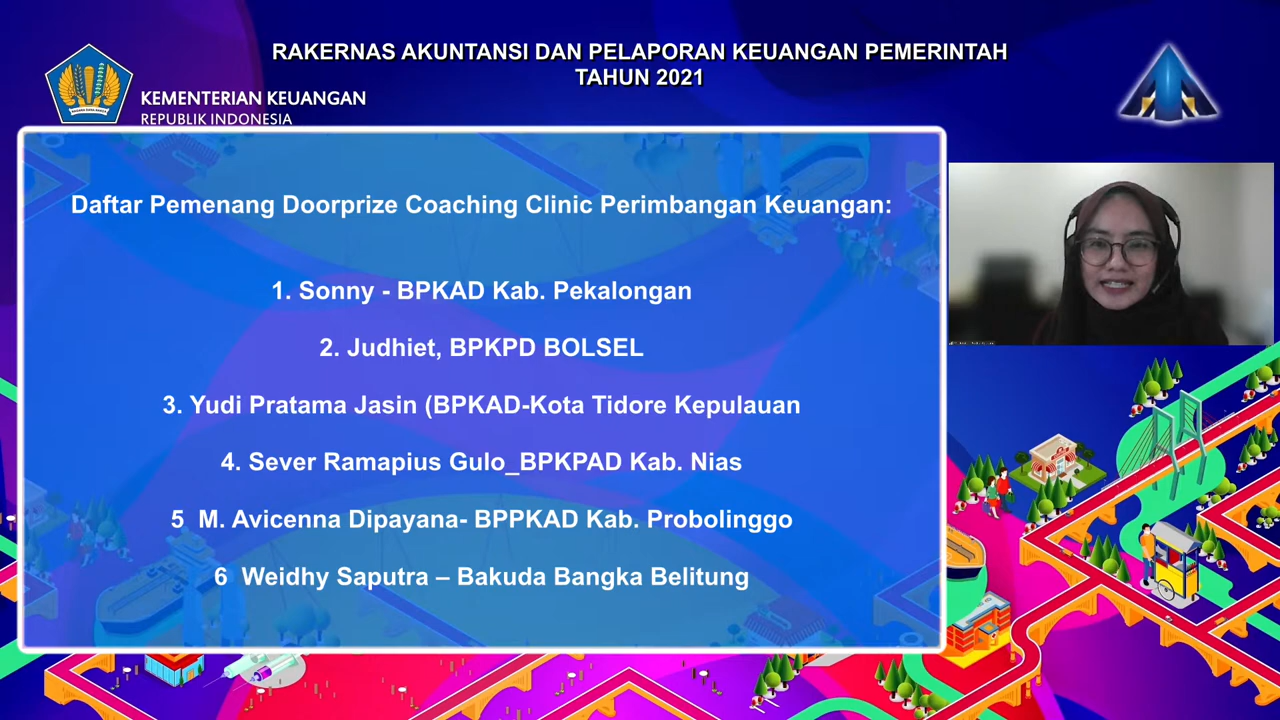 RAKERNAS AKUNTANSI DAN PELAPORAN KEUANGAN PEMERINTAH
TAHUN 2021
KEMENTERIAN KEUANGAN
REPUBLIK INDONESIA
Daftar Pemenang Doorprize Coaching Clinic Perimbangan Keuangan:
1. Sonny - BPKAD Kab. Pekalongan
2. Judhiet, BPKPD BOLSEL
3. Yudi Pratama Jasin (BPKAD-Kota Tidore Kepulauan
4. Sever Ramapius Gulo_BPKPAD Kab. Nias
5 M. Avicenna Dipayana- BPPKAD Kab. Probolinggo
6 Weidhy Saputra – Bakuda Bangka Belitung